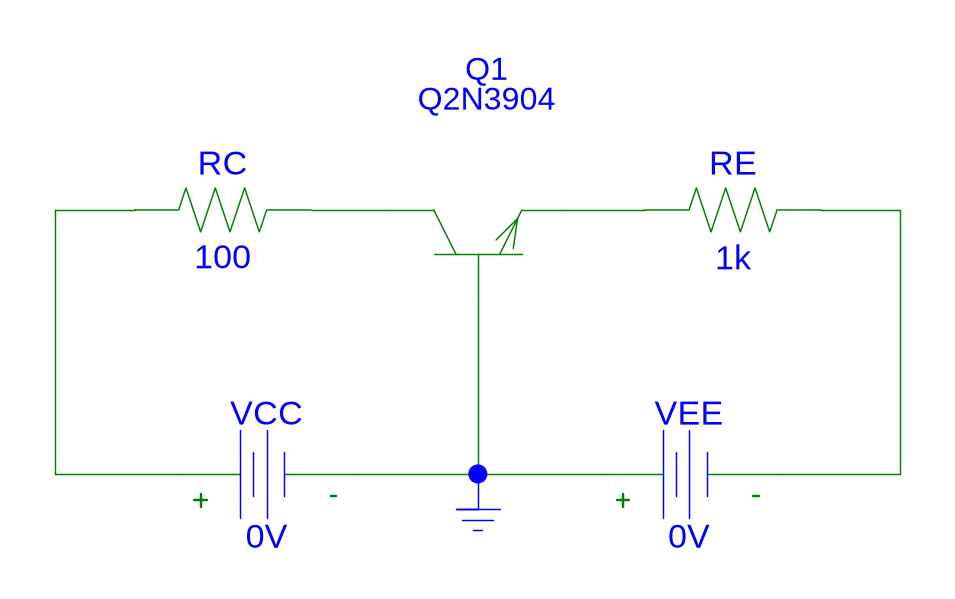 Q1
Q2N3904
RC
RE
100
1k
VCC
VEE
+
-
+
-
0V
0V